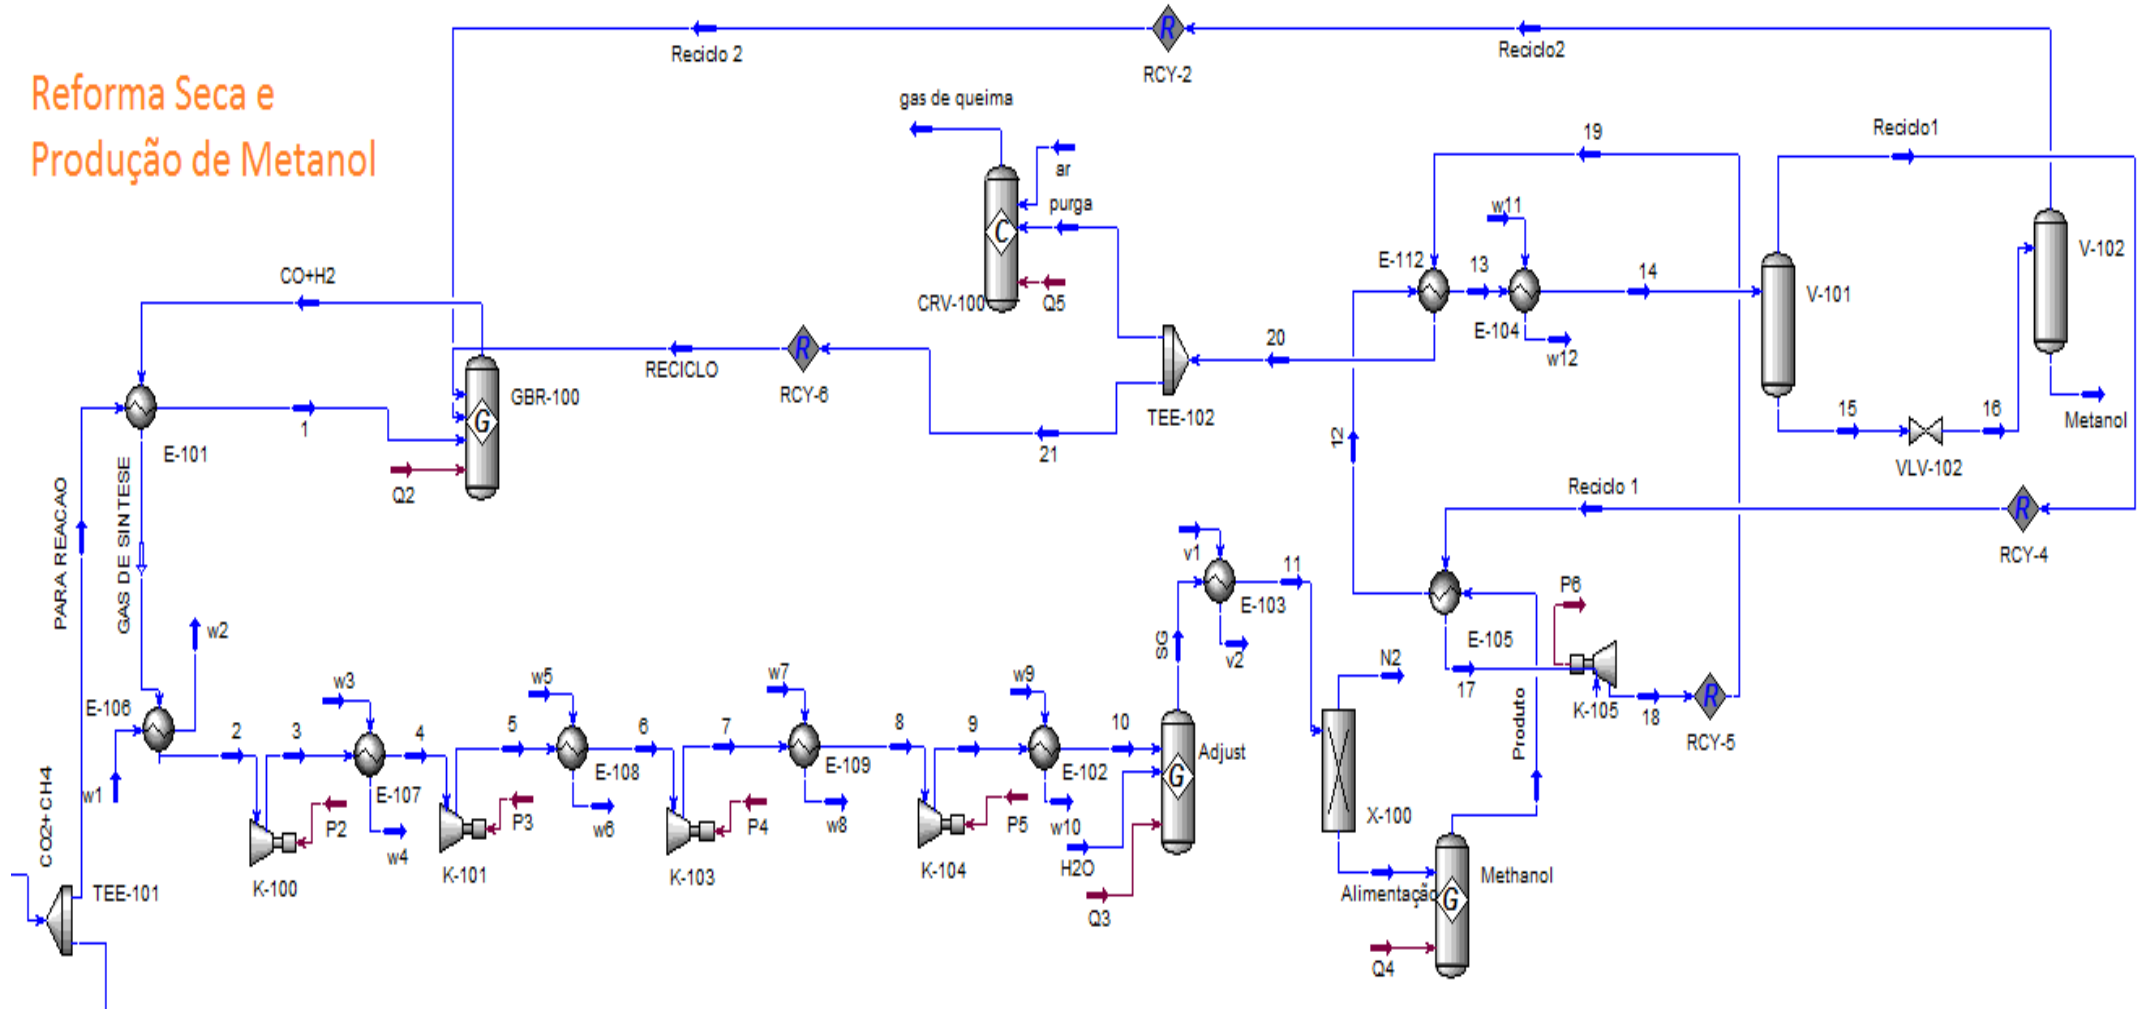 Reforma Seca e
Produção de Metanol
Reciclo 2
RCY-2
Reciclo2
gas de queima
ar
purga
CRV-100
Q5
19
Reciclo1
w11
E-112
13
E-104
w12
14
V-101
V-102
CO+H2
E-101
1
GBR-100
Q2
RECICLO
RCY-6
21
TEE-102
20
12
15
VLV-102
16
Metanol
Reciclo 1
RCY-4
PARA REACAO
GAS DE SINTESE
CO2+CH4
TEE-101
w1
E-106
w2
2
K-100
3
P2
w3
E-107
w4
4
K-101
5
P3
w5
E-108
w6
6
K-103
7
P4
w7
E-109
w8
8
K-104
9
P5
w9
E-102
w10
10
H2O
Q3
Adjust
SG
v1
E-103
v2
11
N2
X-100
Alimentação
Methanol
Q4
Produto
E-105
17
P6
K-105
18
RCY-5